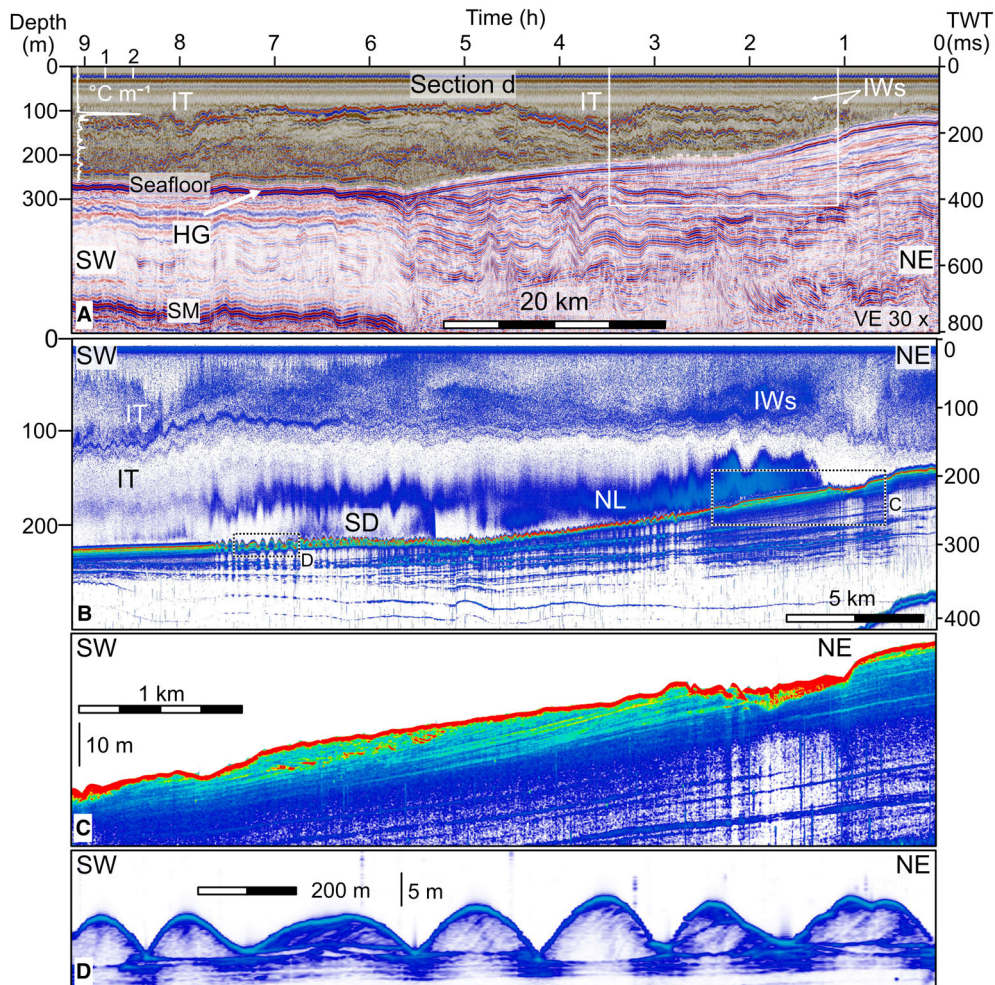 Depth
(m)
Time (h)
TWT
(ms)
9 8 7 6 5 4 3 2 1 0
1 2
°C m⁻¹
0
100
200
300
0
200
400
600
800
IT
Section d
IT
IWs
Seafloor
HG
SW
NE
SM
20 km
A
VE 30 x
0
100
200
0
100
200
300
400
SW
NE
IT
IWs
IT
NL
C
SD
D
5 km
B
SW
NE
1 km
10 m
C
SW
NE
200 m
5 m
D